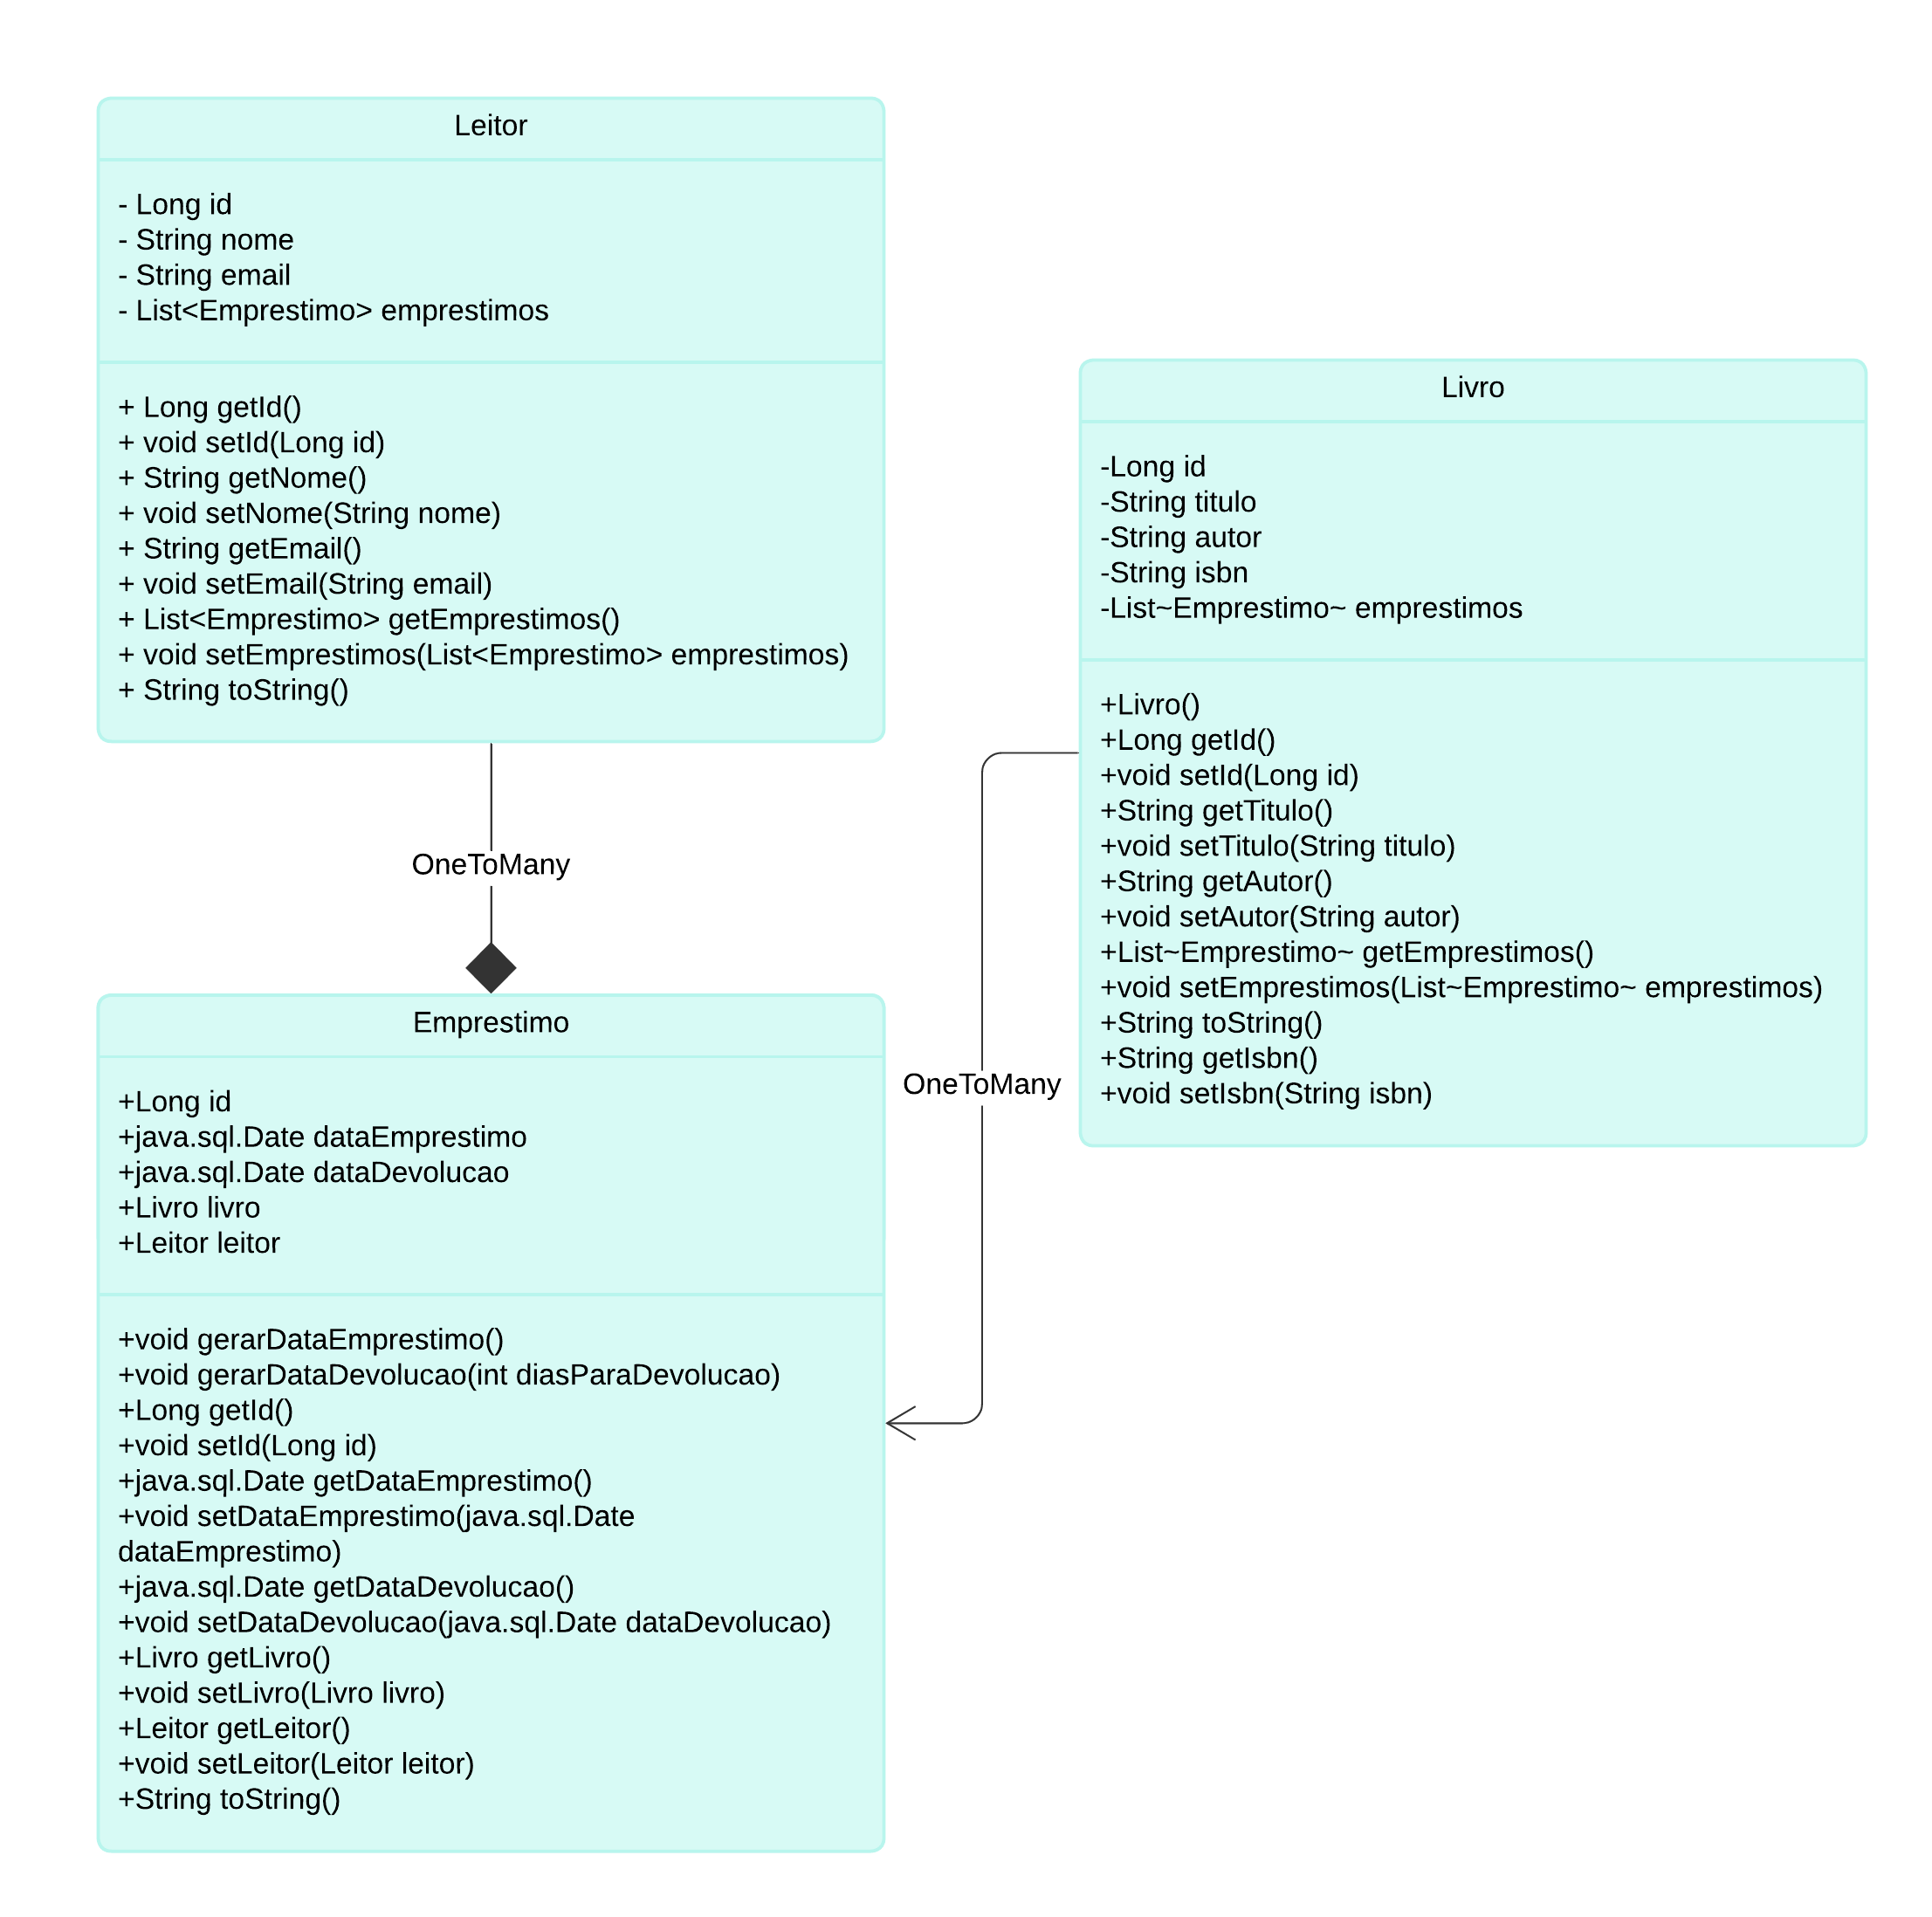 Leitor
- Long id
- String nome
- String email
- List<Emprestimo> emprestimos
+ Long getId()
+ void setId(Long id)
+ String getNome()
+ void setNome(String nome)
+ String getEmail()
+ void setEmail(String email)
+ List<Emprestimo> getEmprestimos()
+ void setEmprestimos(List<Emprestimo> emprestimos)
+ String toString()
OneToMany
Livro
-Long id
-String titulo
-String autor
-String isbn
-List~Emprestimo~ emprestimos
+Livro()
+Long getId()
+void setId(Long id)
+String getTitulo()
+void setTitulo(String titulo)
+String getAutor()
+void setAutor(String autor)
+List~Emprestimo~ getEmprestimos()
+void setEmprestimos(List~Emprestimo~ emprestimos)
+String toString()
+String getIsbn()
+void setIsbn(String isbn)
OneToMany
Emprestimo
+Long id
+java.sql.Date dataEmprestimo
+java.sql.Date dataDevolucao
+Livro livro
+Leitor leitor
+void gerarDataEmprestimo()
+void gerarDataDevolucao(int diasParaDevolucao)
+Long getId()
+void setId(Long id)
+java.sql.Date getDataEmprestimo()
+void setDataEmprestimo(java.sql.Date
dataEmprestimo)
+java.sql.Date getDataDevolucao()
+void setDataDevolucao(java.sql.Date dataDevolucao)
+Livro getLivro()
+void setLivro(Livro livro)
+Leitor getLeitor()
+void setLeitor(Leitor leitor)
+String toString()